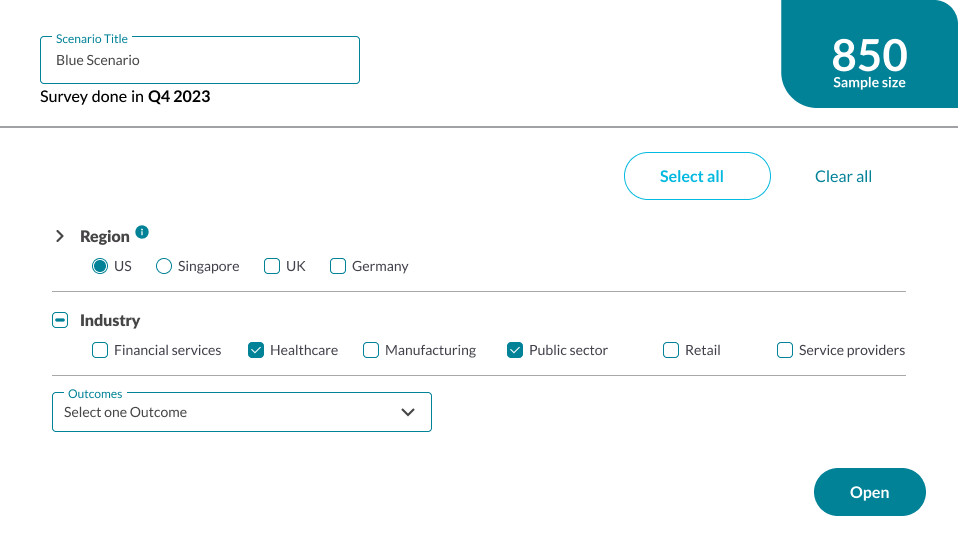 Scenario Title
Blue Scenario
Survey done in Q4 2023
850
Sample size
Select all
Clear all
Region
US Singapore UK Germany
Industry
Financial services Healthcare Manufacturing Public sector Retail Service providers
Outcomes
Select one Outcome
Open